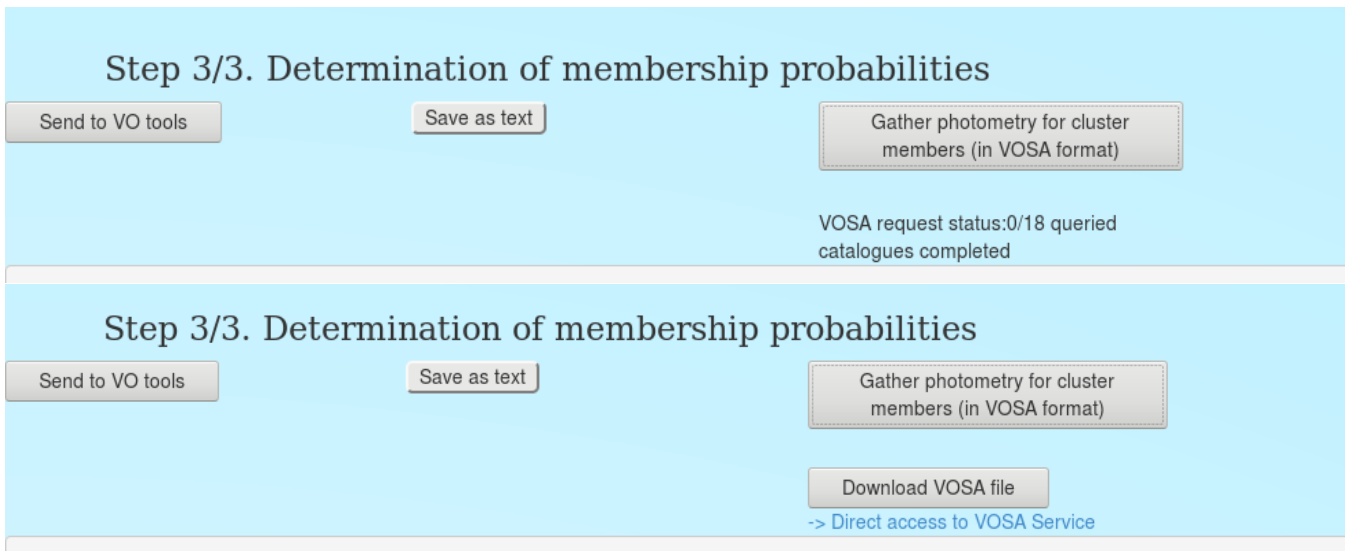 Step 3/3. Determination of membership probabilities
Send to VO tools
Save as text
Gather photometry for cluster
members (in VOSA format)
VOSA request status:0/18 queried
catalogues completed
Step 3/3. Determination of membership probabilities
Send to VO tools
Save as text
Gather photometry for cluster
members (in VOSA format)
Download VOSA file
-> Direct access to VOSA Service